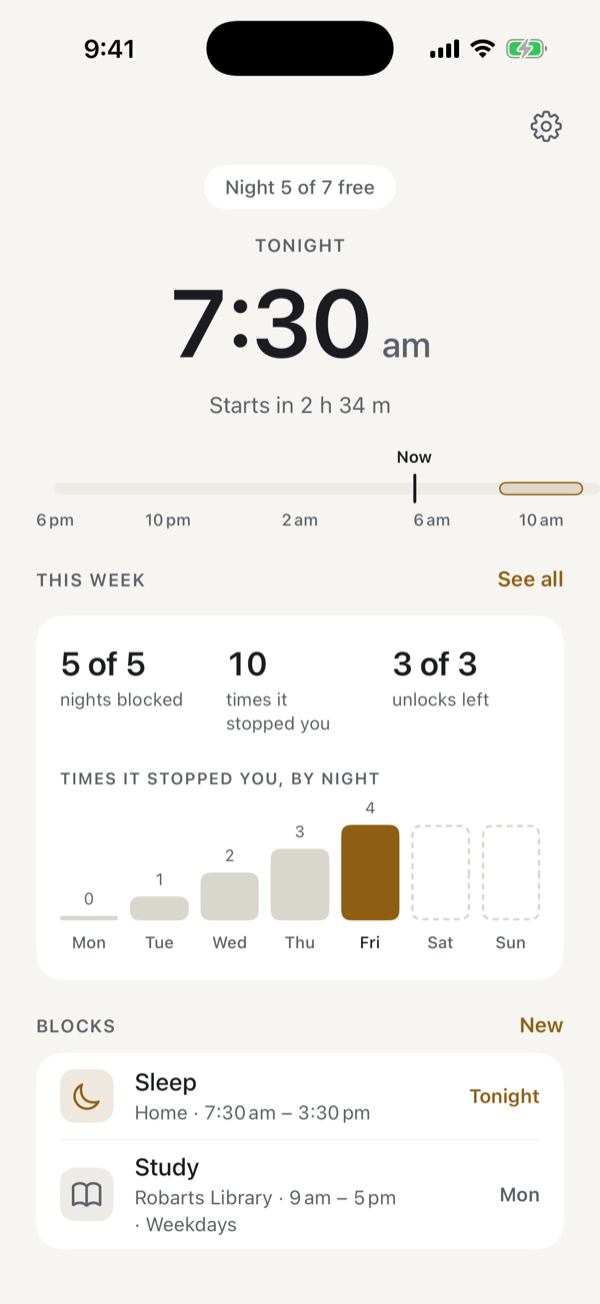 9:41
Night 5 of 7 free
TONIGHT
7:30 am
Starts in 2 h 34 m
Now
6 pm 10 pm 2 am 6 am 10 am
THIS WEEK See all
5 of 5 10 3 of 3
nights blocked times it unlocks left
stopped you
TIMES IT STOPPED YOU, BY NIGHT
0 1 2 3 4
Mon Tue Wed Thu Fri Sat Sun
BLOCKS New
Sleep
Home · 7:30 am – 3:30 pm
Tonight
Study
Robarts Library · 9 am – 5 pm
· Weekdays
Mon